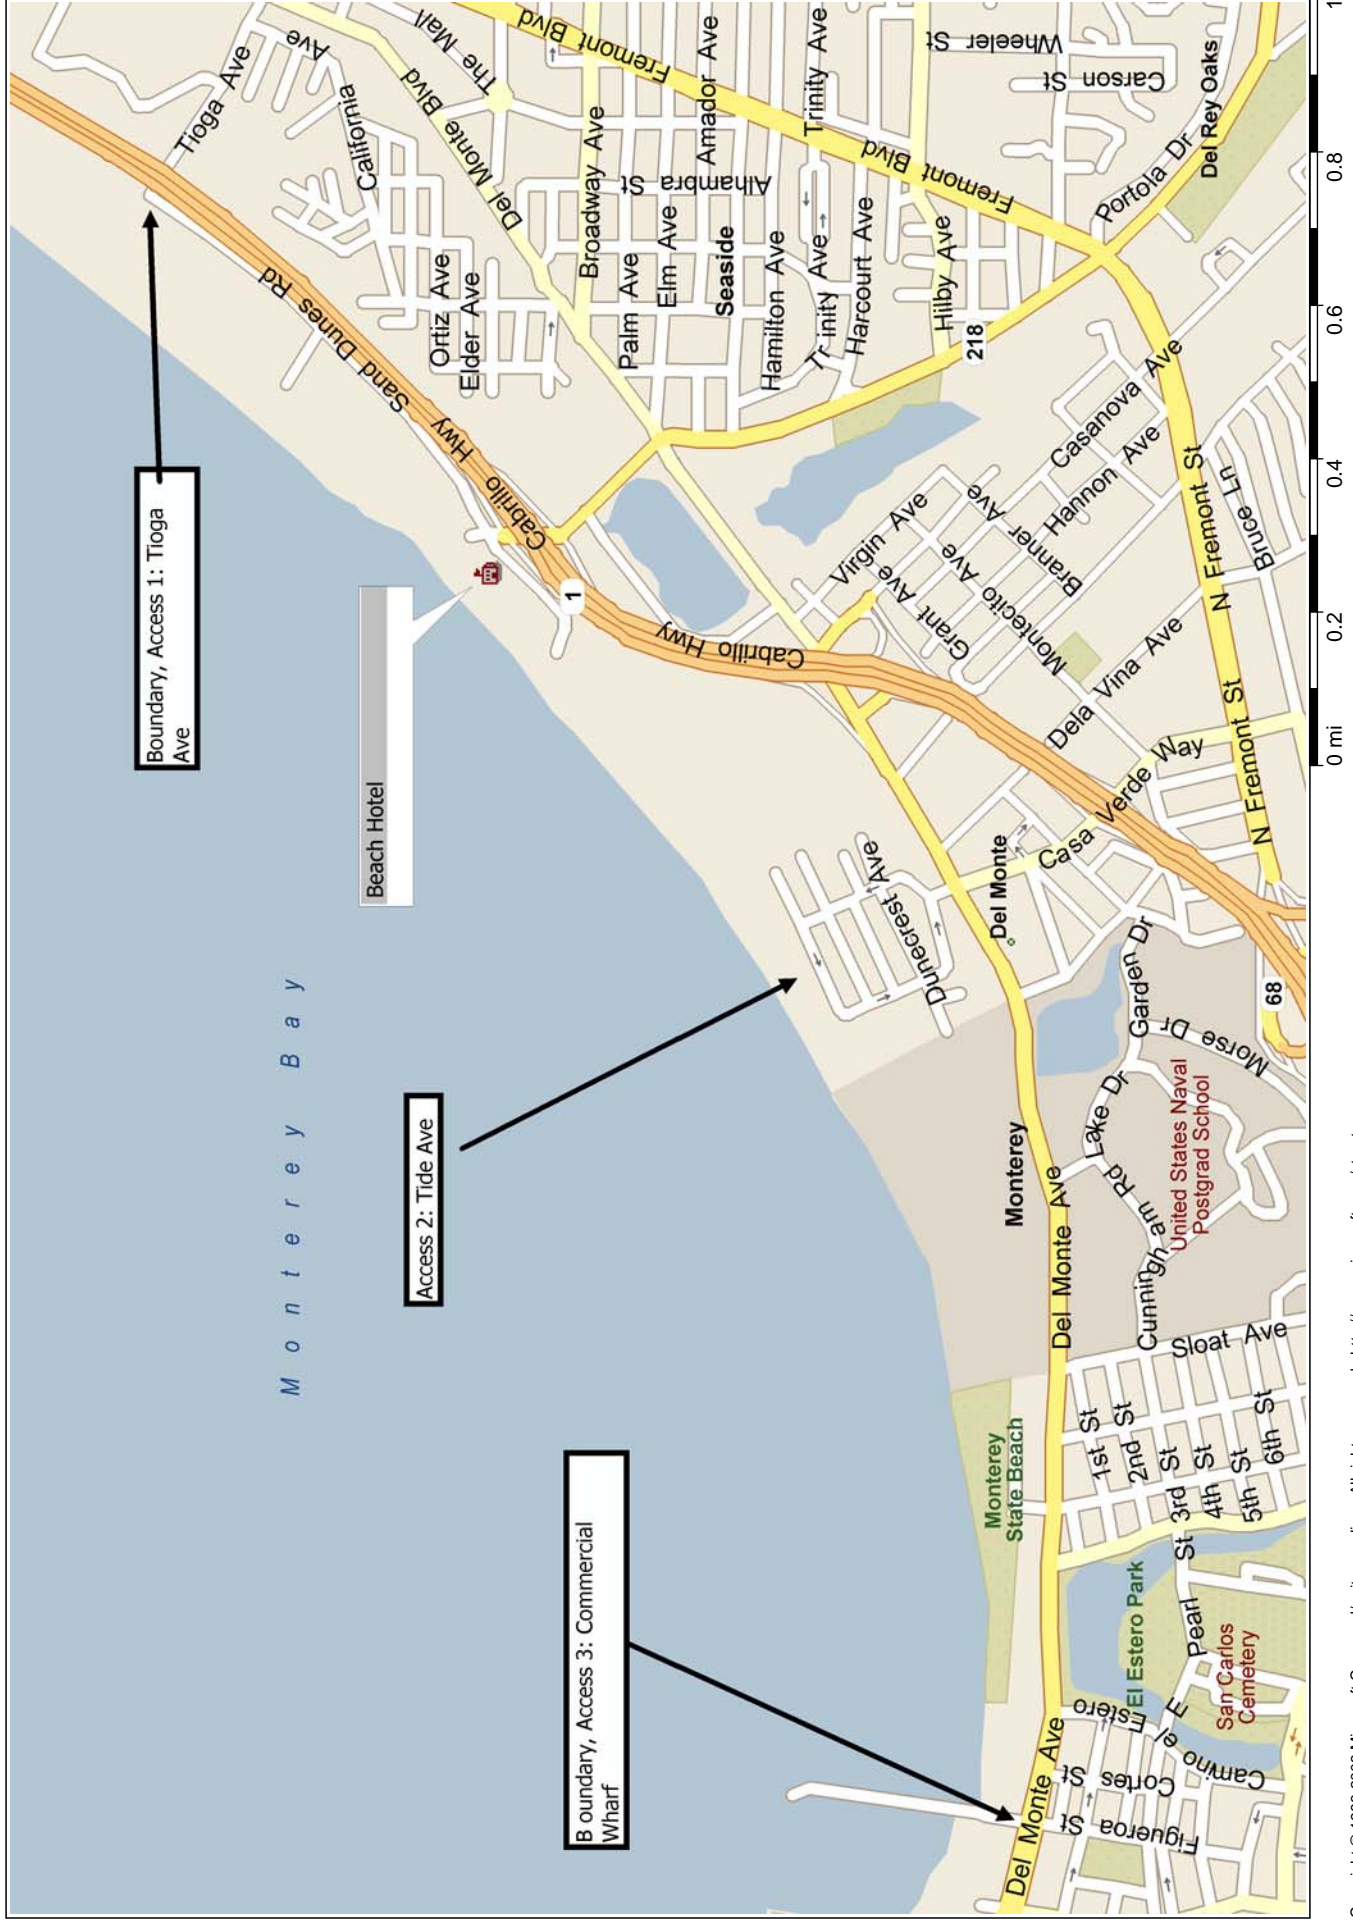 Boundary, Access 1: Tioga
Ave
Beach Hotel
Access 2: Tide Ave
B oundary, Access 3: Commercial
Wharf
Monterey Bay
Tioga Ave
California
Ave
The Mall
Del Monte Blvd
Fremont Blvd
Sand Dunes Rd
Ortiz Ave
Elder Ave
Broadway Ave
Palm Ave
Elm Ave
Alhambra St
Amador Ave
Seaside
Hamilton Ave
Trinity Ave
Tr inity Ave
Harcourt Ave
Hilby Ave
Wheeler St
Carson St
Fremont Blvd
Portola Dr
Del Rey Oaks
218
Cabrillo Hwy
1
Cabrillo Hwy
Virgin Ave
Grant Ave
Montecito Ave
Branner Ave
Hannon Ave
Casanova Ave
N Fremont St
Bruce Ln
Dela Vina Ave
N Fremont St
Casa Verde Way
Dunecrest Ave
Del Monte
Garden Dr
Morse Dr
68
Lake Dr
Monterey
Del Monte Ave
Cunningh am Rd
United States Naval
Postgrad School
Sloat Ave
Monterey
State Beach
1st St
2nd St
3rd St
4th St
5th St
6th St
Pearl St
El Estero Park
San Carlos
Cemetery
Camino el Estero
E
Cortes St
Figueroa St
Del Monte Ave
0 mi
0.2
0.4
0.6
0.8
1